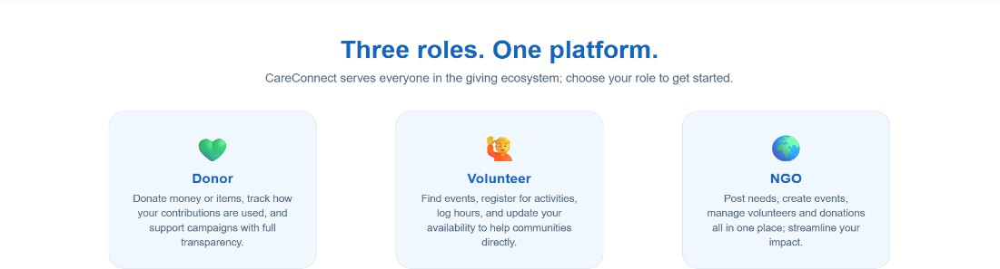 Three roles. One platform.
CareConnect serves everyone in the giving ecosystem; choose your role to get started.
Donor
Donate money or items, track how
your contributions are used, and
support campaigns with full
transparency.
Volunteer
Find events, register for activities,
log hours, and update your
availability to help communities
directly.
NGO
Post needs, create events,
manage volunteers and donations
all in one place; streamline your
impact.